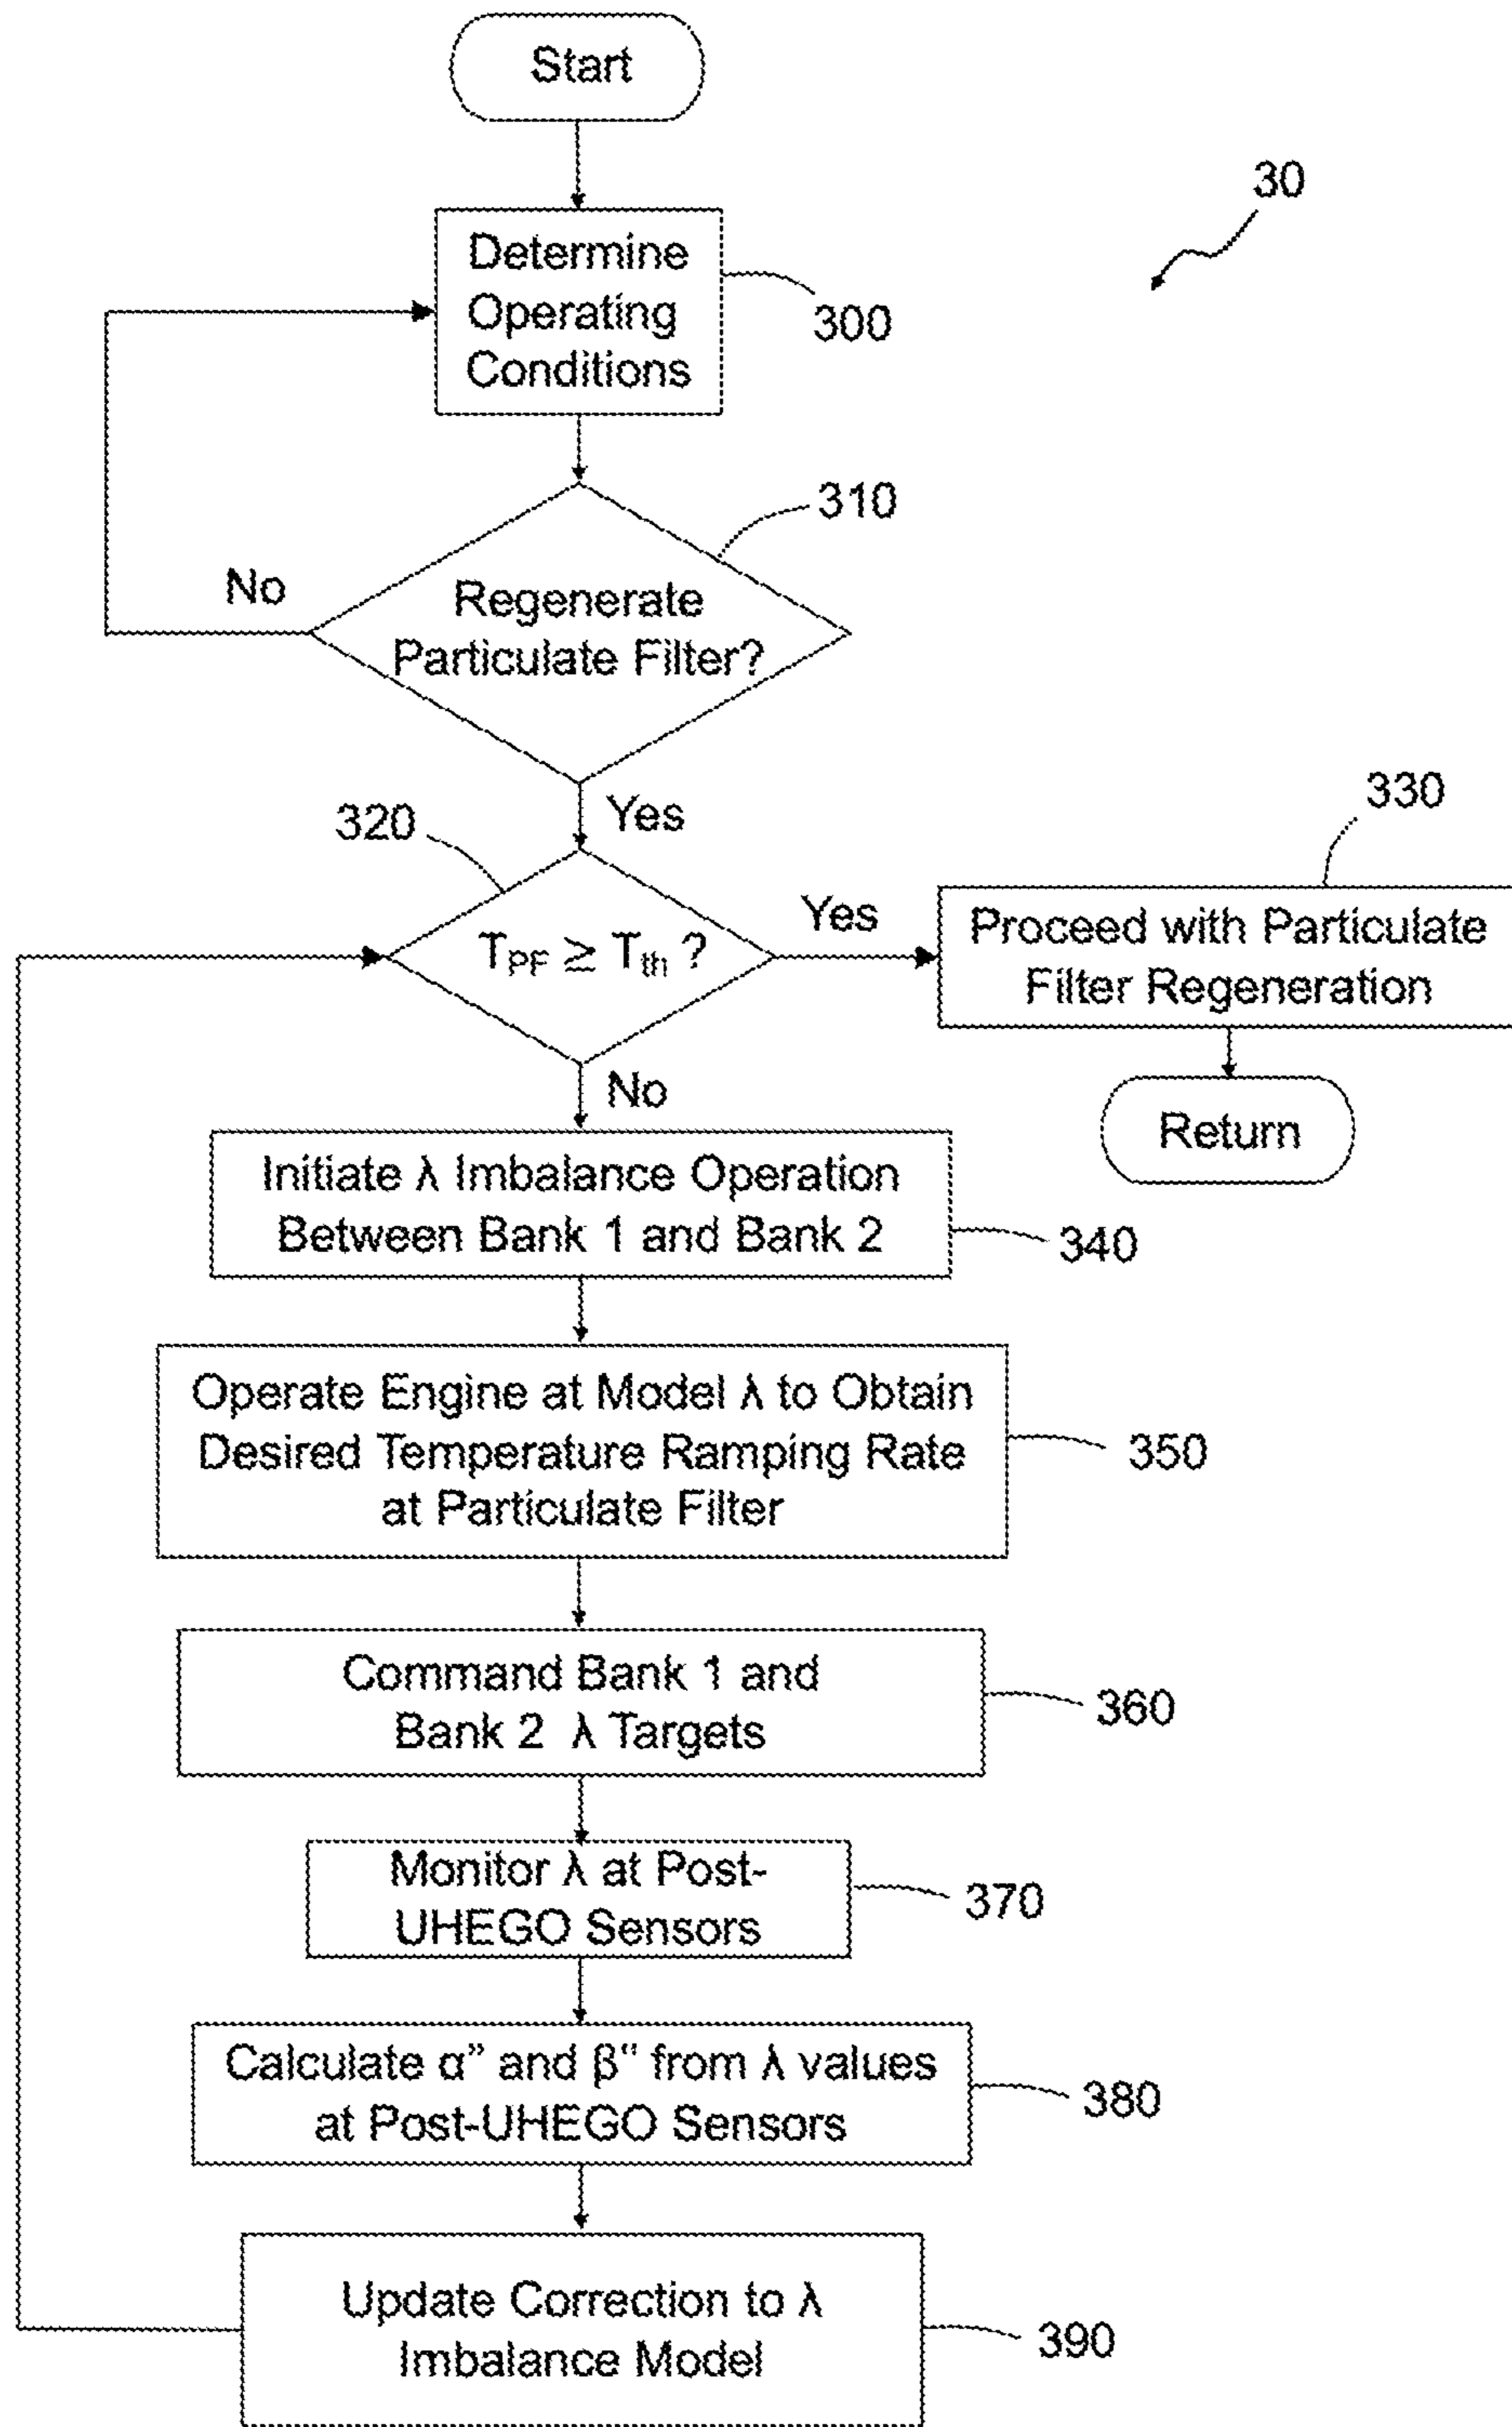 Start
30
Determine
Operating
Conditions
300
310
No
Regenerate
Particulate Filter?
Yes
320
330
T_PF ≥ T_th ?
Yes
Proceed with Particulate
Filter Regeneration
No
Return
Initiate λ Imbalance Operation
Between Bank 1 and Bank 2
340
Operate Engine at Model λ to Obtain
Desired Temperature Ramping Rate
at Particulate Filter
350
Command Bank 1 and
Bank 2 λ Targets
360
Monitor λ at Post-
UHEGO Sensors
370
Calculate α” and β“ from λ values
at Post-UHEGO Sensors
380
Update Correction to λ
Imbalance Model
390